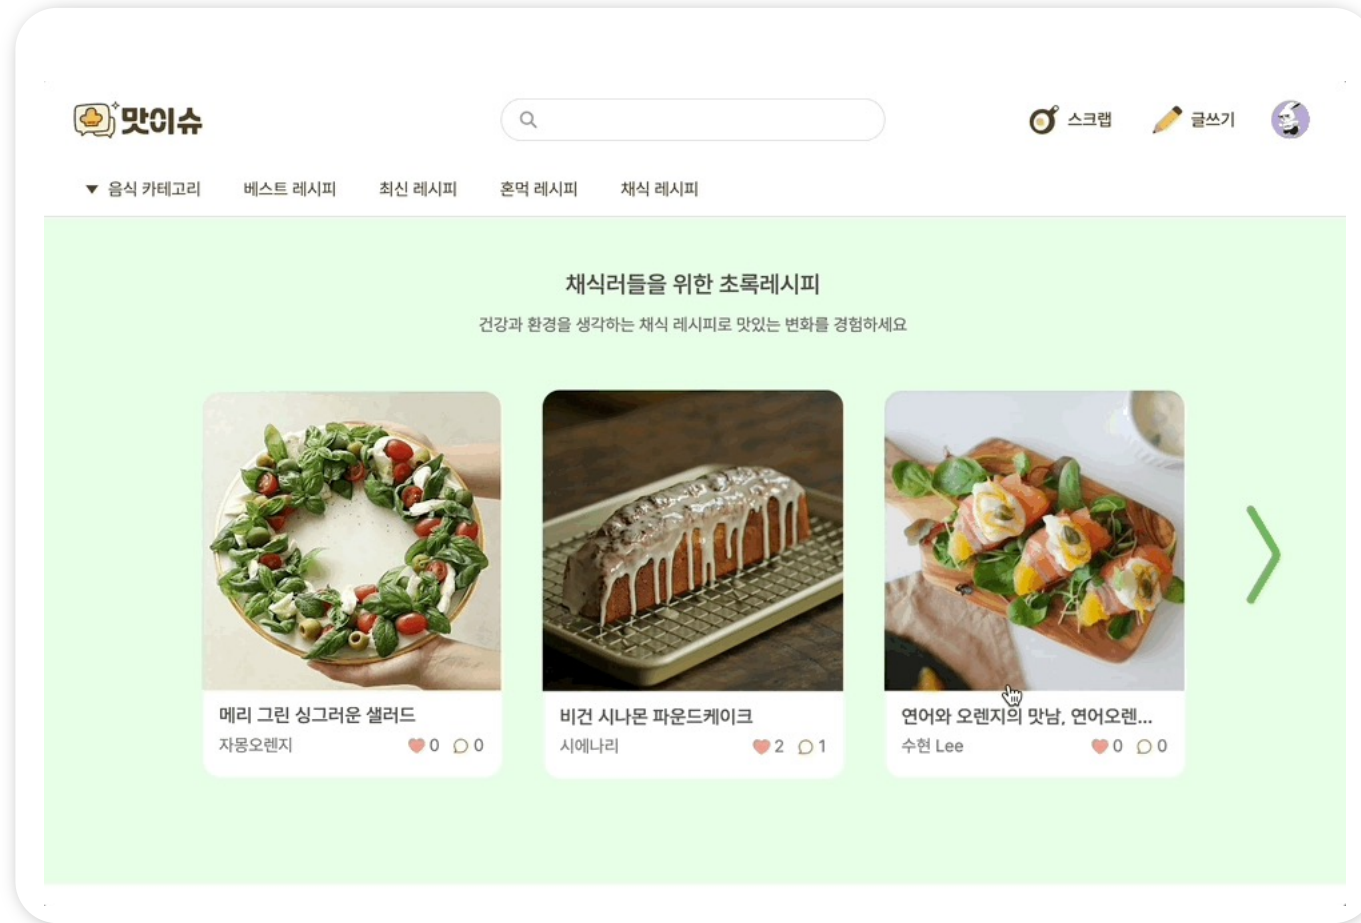 맛이슈
스크랩
글쓰기
▼ 음식 카테고리
베스트 레시피
최신 레시피
혼먹 레시피
채식 레시피
채식러들을 위한 초록레시피
건강과 환경을 생각하는 채식 레시피로 맛있는 변화를 경험하세요
메리 그린 싱그러운 샐러드
자몽오렌지 0 0
비건 시나몬 파운드케이크
시에나리 2 1
연어와 오렌지의 맛남, 연어오렌...
수현 Lee 0 0